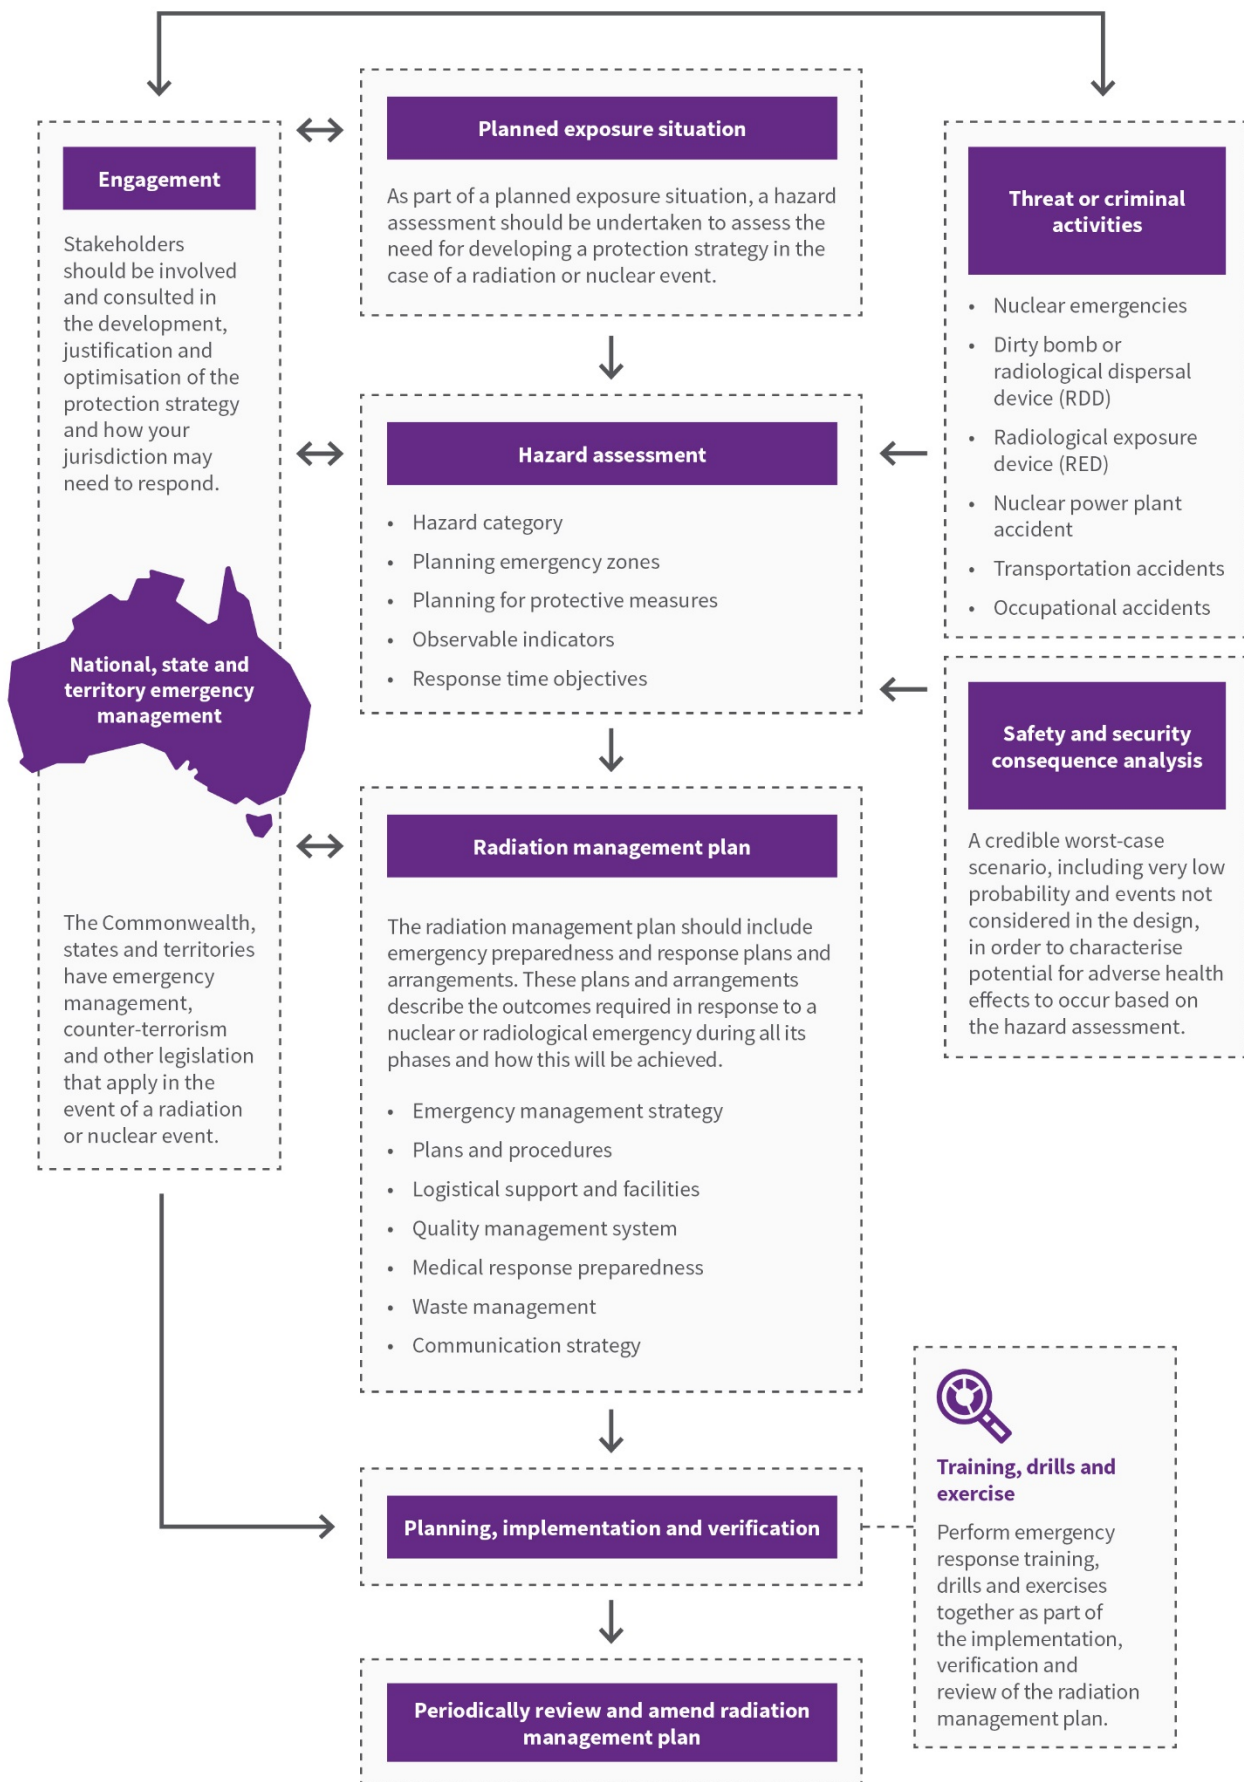 Engagement
Stakeholders
should be involved
and consulted in
the development,
justification and
optimisation of the
protection strategy
and how your
jurisdiction may
need to respond.
National, state and
territory emergency
management
The Commonwealth,
states and territories
have emergency
management,
counter-terrorism
and other legislation
that apply in the
event of a radiation
or nuclear event.
Planned exposure situation
As part of a planned exposure situation, a hazard
assessment should be undertaken to assess the
need for developing a protection strategy in the
case of a radiation or nuclear event.
Hazard assessment
• Hazard category
• Planning emergency zones
• Planning for protective measures
• Observable indicators
• Response time objectives
Radiation management plan
The radiation management plan should include
emergency preparedness and response plans and
arrangements. These plans and arrangements
describe the outcomes required in response to a
nuclear or radiological emergency during all its
phases and how this will be achieved.
• Emergency management strategy
• Plans and procedures
• Logistical support and facilities
• Quality management system
• Medical response preparedness
• Waste management
• Communication strategy
Planning, implementation and verification
Periodically review and amend radiation
management plan
Threat or criminal
activities
• Nuclear emergencies
• Dirty bomb or
radiological dispersal
device (RDD)
• Radiological exposure
device (RED)
• Nuclear power plant
accident
• Transportation accidents
• Occupational accidents
Safety and security
consequence analysis
A credible worst-case
scenario, including very low
probability and events not
considered in the design,
in order to characterise
potential for adverse health
effects to occur based on
the hazard assessment.
Training, drills and
exercise
Perform emergency
response training,
drills and exercises
together as part of
the implementation,
verification and
review of the radiation
management plan.